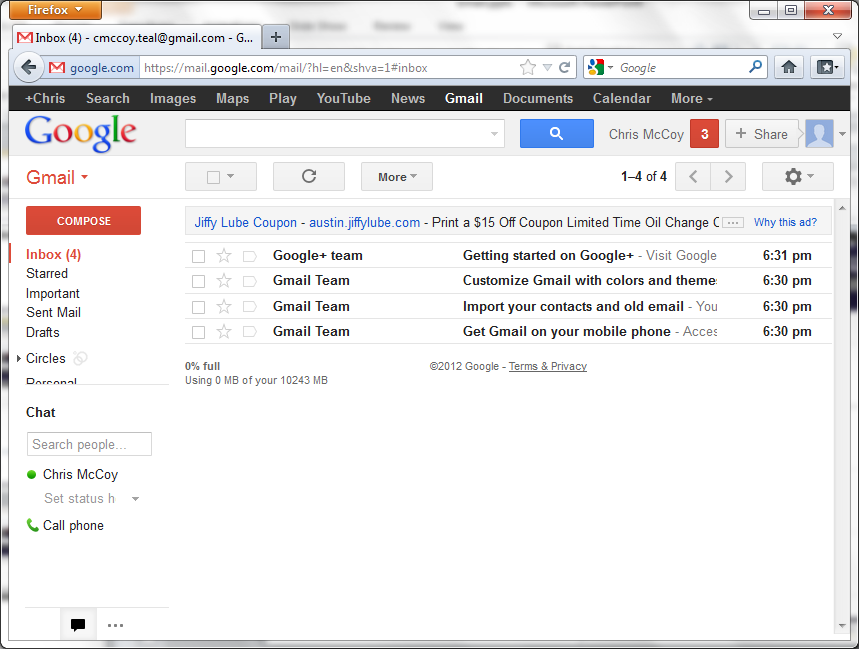 Firefox
Inbox (4) - cmccoy.teal@gmail.com - G...
google.com https://mail.google.com/mail/?hl=en&shva=1#inbox Google
+Chris Search Images Maps Play YouTube News Gmail Documents Calendar More
Google Chris McCoy 3 + Share
Gmail More 1–4 of 4
COMPOSE
Jiffy Lube Coupon - austin.jiffylube.com - Print a $15 Off Coupon Limited Time Oil Change C ... Why this ad?
Inbox (4)
Starred
Important
Sent Mail
Drafts
Circles
Personal
Google+ team Getting started on Google+ - Visit Google 6:31 pm
Gmail Team Customize Gmail with colors and themes 6:30 pm
Gmail Team Import your contacts and old email - You 6:30 pm
Gmail Team Get Gmail on your mobile phone - Acces 6:30 pm
0% full
Using 0 MB of your 10243 MB
©2012 Google - Terms & Privacy
Chat
Search people...
Chris McCoy
Set status h
Call phone